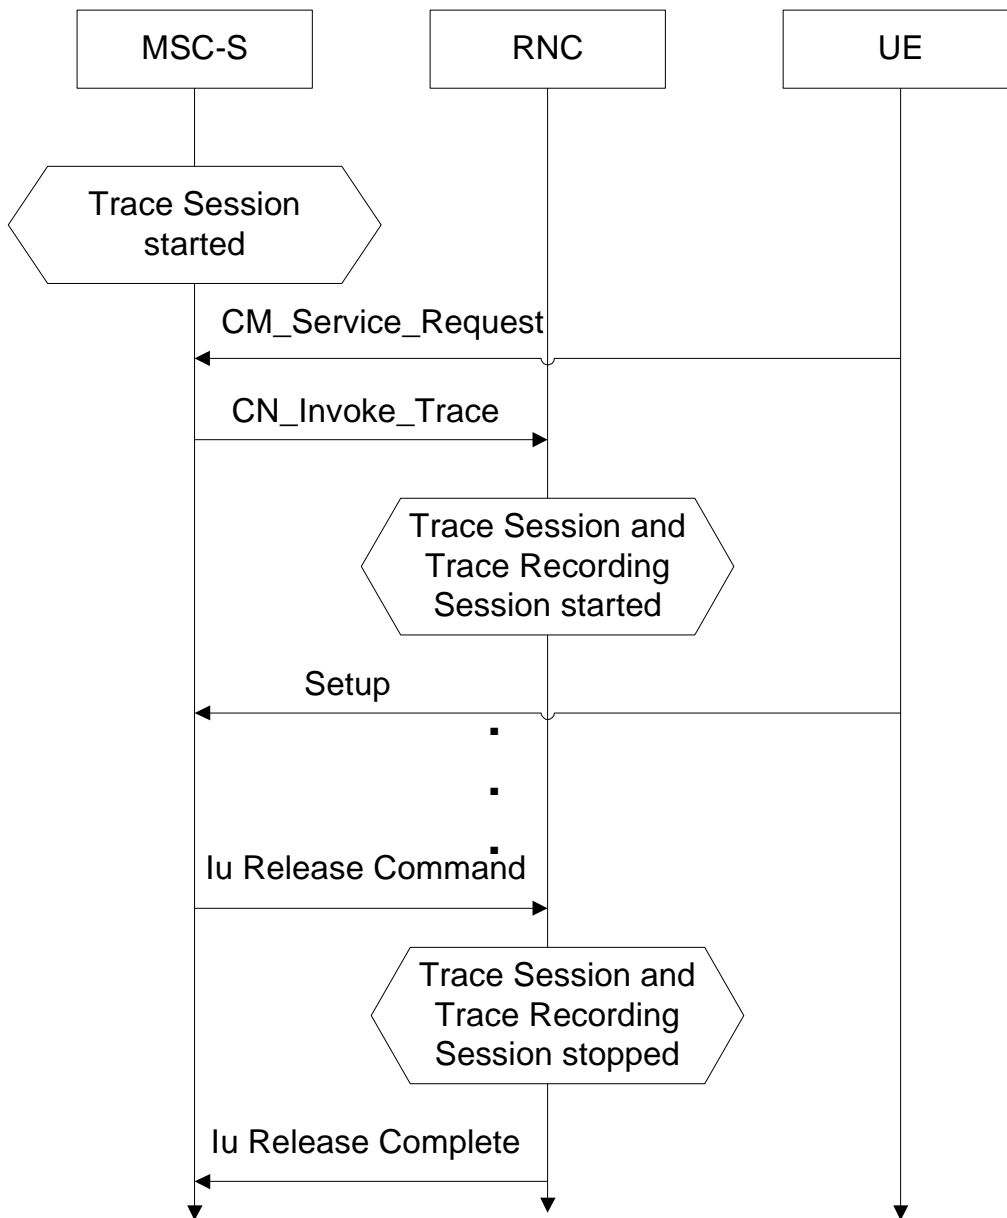 MSC-S
RNC
UE
Trace Session
started
CM_Service_Request
CN_Invoke_Trace
Trace Session and
Trace Recording
Session started
Setup
Iu Release Command
Trace Session and
Trace Recording
Session stopped
Iu Release Complete